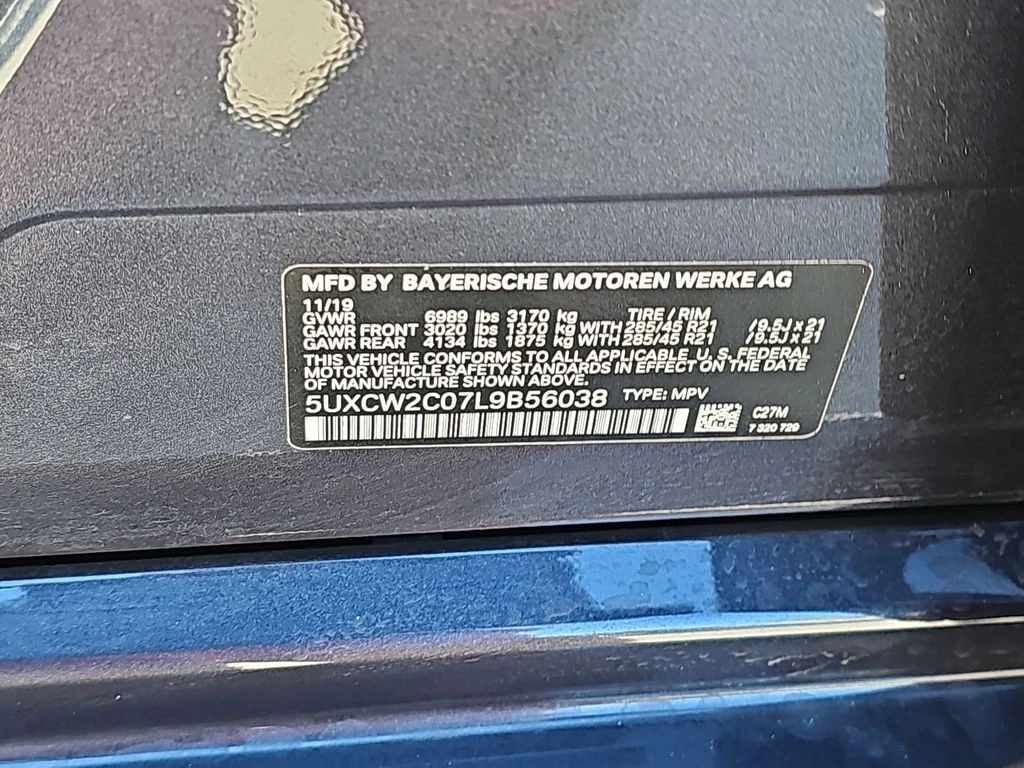 MFD BY BAYERISCHE MOTOREN WERKE AG
11/19
GVWR 6989 lbs 3170 kg TIRE / RIM
GAWR FRONT 3020 lbs 1370 kg WITH 285/45 R21 /9.5J x 21
GAWR REAR 4134 lbs 1875 kg WITH 285/45 R21 /9.5J x 21
THIS VEHICLE CONFORMS TO ALL APPLICABLE U. S. FEDERAL
MOTOR VEHICLE SAFETY STANDARDS IN EFFECT ON THE DATE
OF MANUFACTURE SHOWN ABOVE.
5UXCW2C07L9B56038 TYPE: MPV
C27M
7 320 729